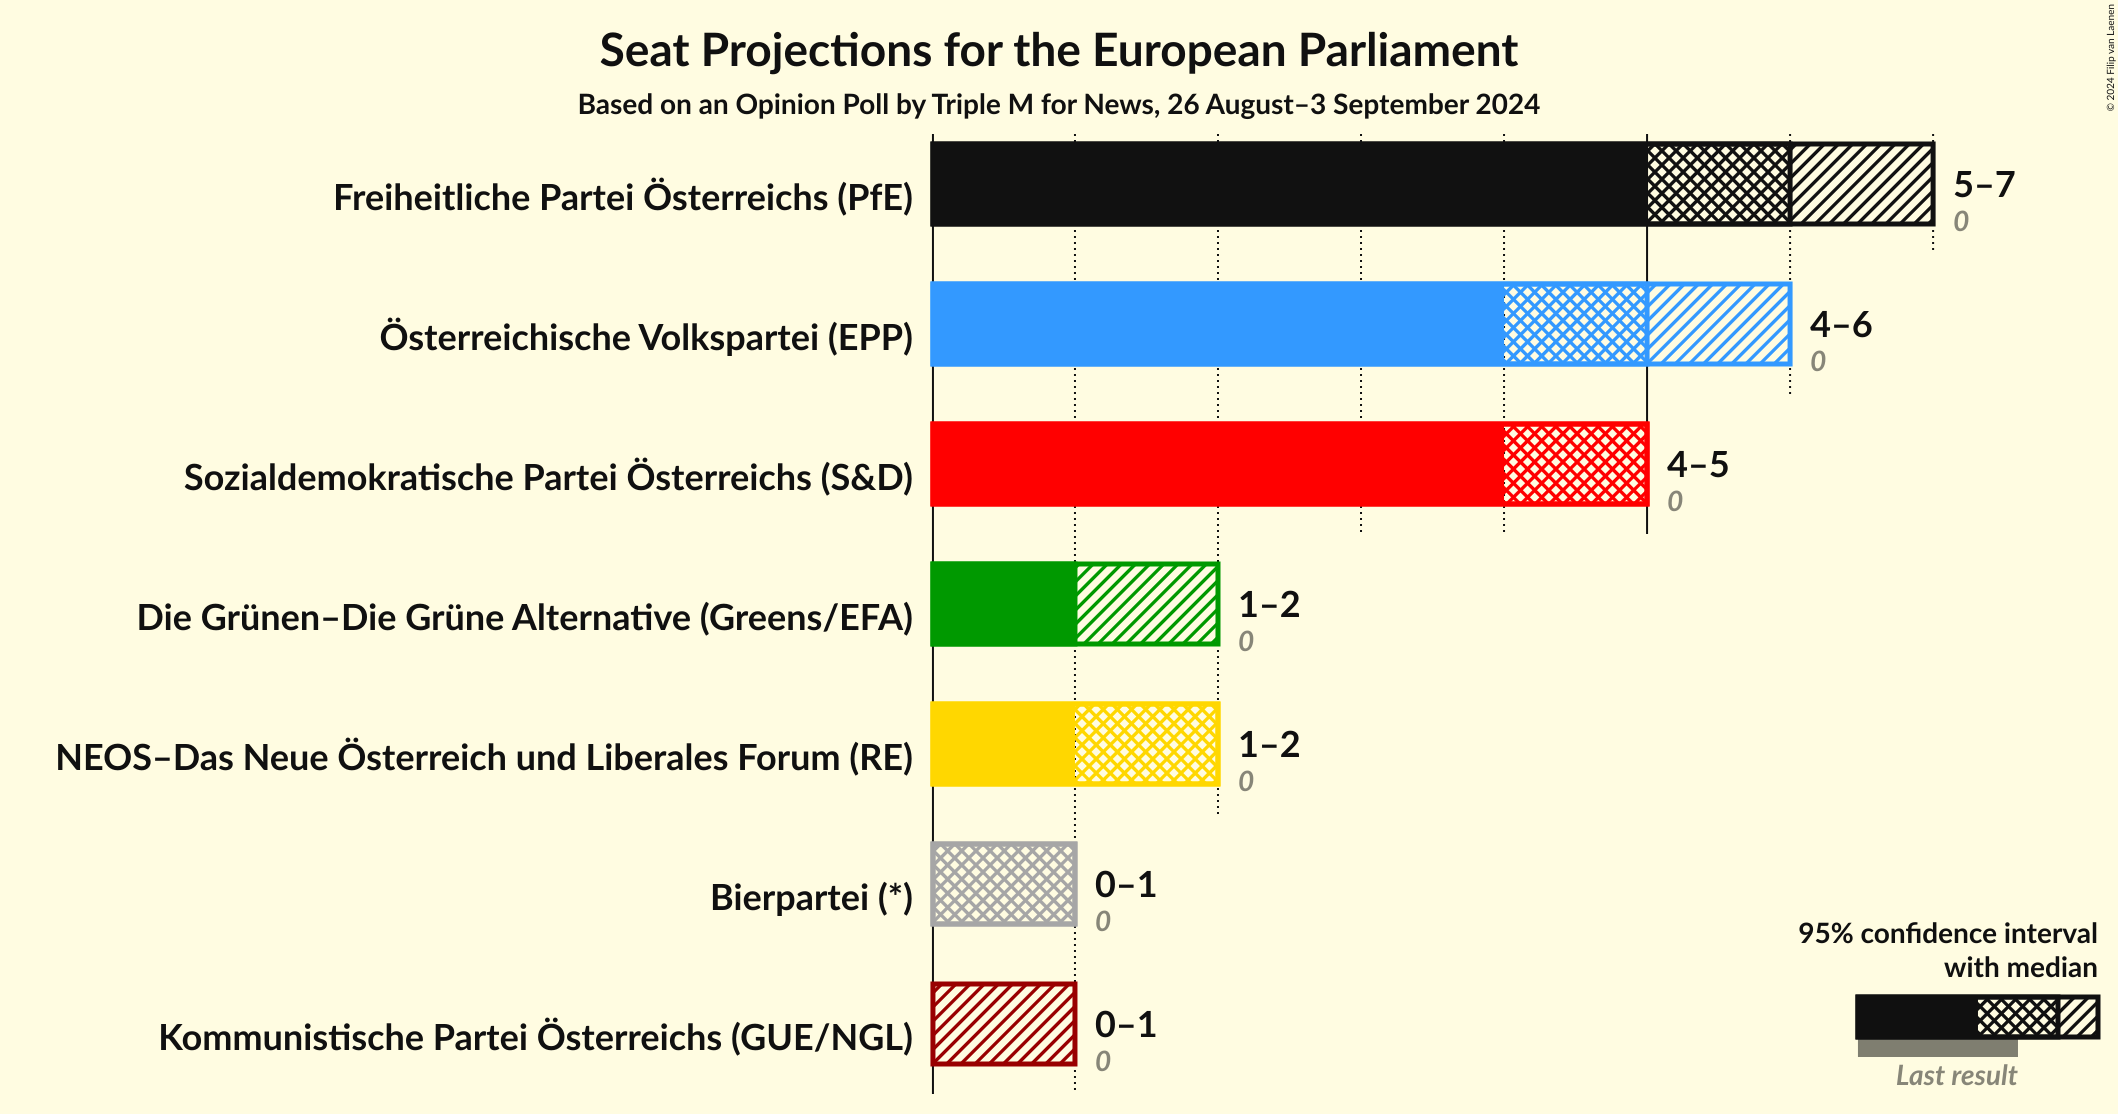 Seat Projections for the European Parliament
Based on an Opinion Poll by Triple M for News, 26 August–3 September 2024
© 2024 Filip van Laenen
Freiheitliche Partei Österreichs (PfE)
5–7
0
Österreichische Volkspartei (EPP)
4–6
0
Sozialdemokratische Partei Österreichs (S&D)
4–5
0
Die Grünen–Die Grüne Alternative (Greens/EFA)
1–2
0
NEOS–Das Neue Österreich und Liberales Forum (RE)
1–2
0
Bierpartei (*)
0–1
0
Kommunistische Partei Österreichs (GUE/NGL)
0–1
0
95% confidence interval
with median
Last result